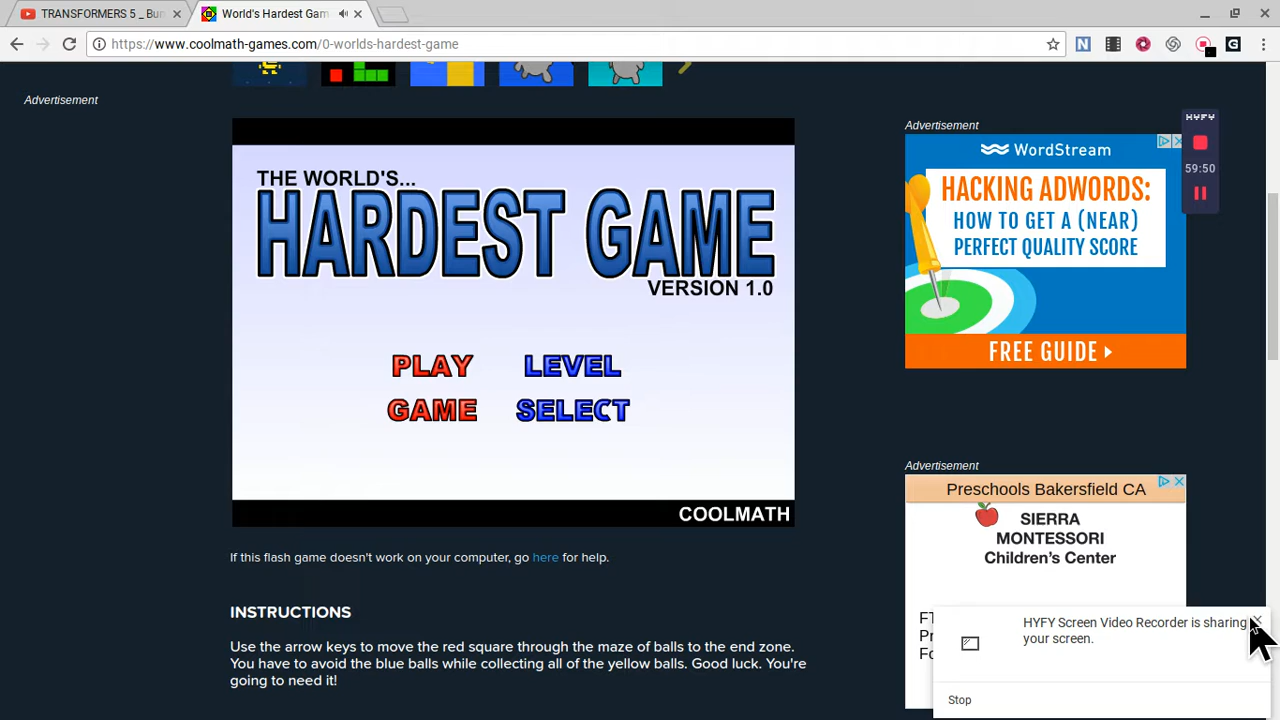 TRANSFORMERS 5 _ Bum
World's Hardest Gam
https://www.coolmath-games.com/0-worlds-hardest-game
Advertisement
THE WORLD'S...
HARDEST GAME
VERSION 1.0
PLAY
GAME
LEVEL
SELECT
COOLMATH
If this flash game doesn't work on your computer, go here for help.
INSTRUCTIONS
Use the arrow keys to move the red square through the maze of balls to the end zone.
You have to avoid the blue balls while collecting all of the yellow balls. Good luck. You're
going to need it!
Advertisement
WordStream
HACKING ADWORDS:
HOW TO GET A (NEAR)
PERFECT QUALITY SCORE
FREE GUIDE
HYFY
59:50
Advertisement
Preschools Bakersfield CA
SIERRA
MONTESSORI
Children's Center
HYFY Screen Video Recorder is sharing
your screen.
Stop